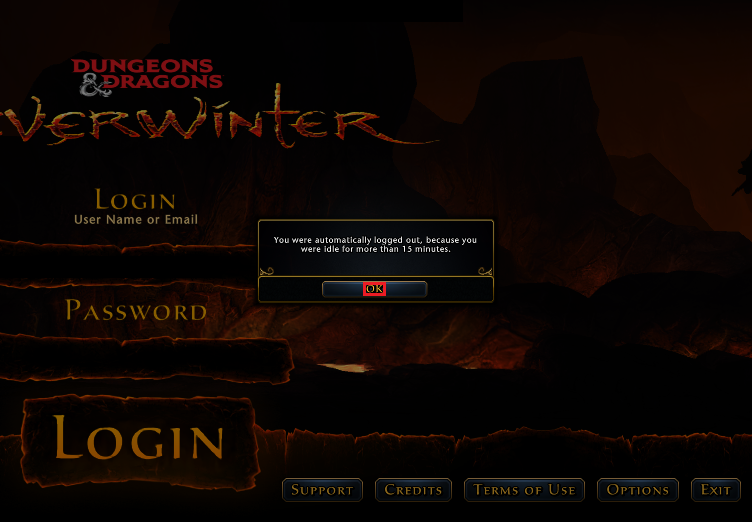 DUNGEONS
& DRAGONS
VERWINTER
LOGIN
User Name or Email
You were automatically logged out, because you
were idle for more than 15 minutes.
OK
PASSWORD
LOGIN
SUPPORT
CREDITS
TERMS OF USE
OPTIONS
EXIT